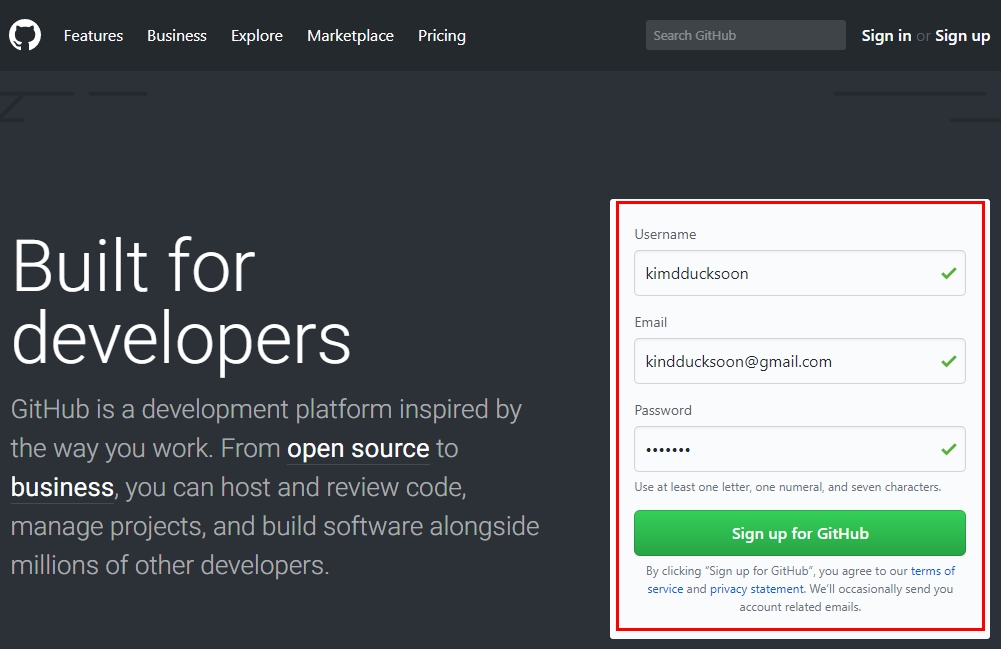 Features Business Explore Marketplace Pricing Search GitHub Sign in or Sign up
Built for
developers
GitHub is a development platform inspired by
the way you work. From open source to
business, you can host and review code,
manage projects, and build software alongside
millions of other developers.
Username
kimdducksoon
Email
kindducksoon@gmail.com
Password
•••••••
Use at least one letter, one numeral, and seven characters.
Sign up for GitHub
By clicking “Sign up for GitHub”, you agree to our terms of
service and privacy statement. We’ll occasionally send you
account related emails.